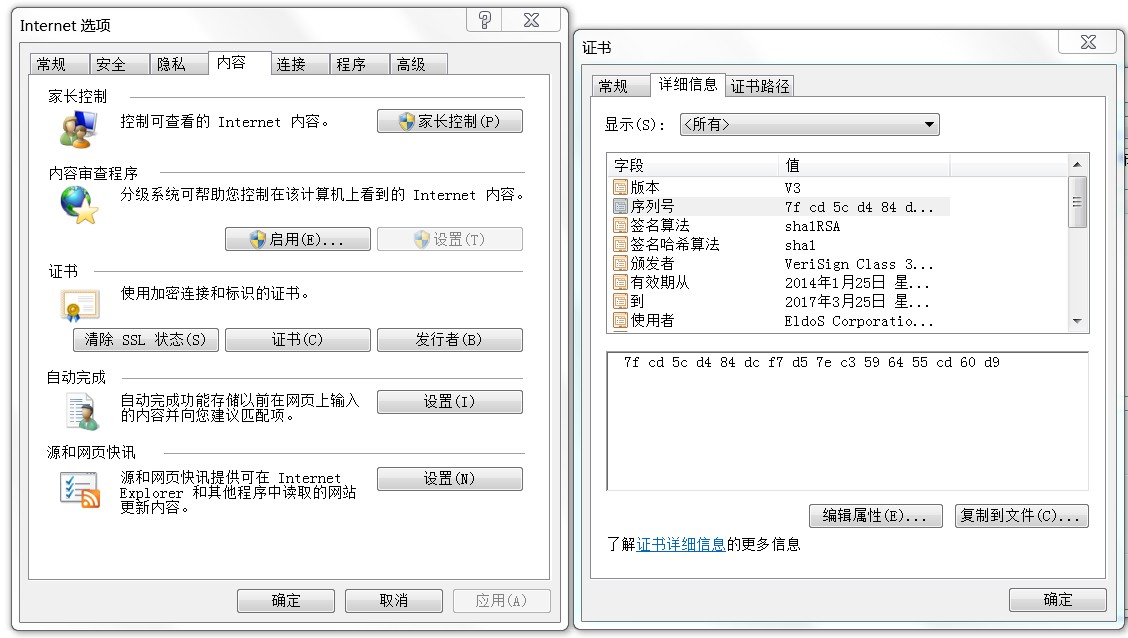 Internet 选项
常规 安全 隐私 内容 连接 程序 高级
家长控制
控制可查看的 Internet 内容。
家长控制(P)
内容审查程序
分级系统可帮助您控制在该计算机上看到的 Internet 内容。
启用(E)... 设置(T)
证书
使用加密连接和标识的证书。
清除 SSL 状态(S) 证书(C) 发行者(B)
自动完成
自动完成功能存储以前在网页上输入
的内容并向您建议匹配项。
设置(I)
源和网页快讯
源和网页快讯提供可在 Internet
Explorer 和其他程序中读取的网站
更新内容。
设置(N)
确定 取消 应用(A)
证书
常规 详细信息 证书路径
显示(S): <所有>
字段 值
版本 V3
序列号 7f cd 5c d4 84 d...
签名算法 sha1RSA
签名哈希算法 sha1
颁发者 VeriSign Class 3...
有效期从 2014年1月25日 星...
到 2017年3月25日 星...
使用者 EldoS Corporatio...
7f cd 5c d4 84 dc f7 d5 7e c3 59 64 55 cd 60 d9
编辑属性(E)... 复制到文件(C)...
了解证书详细信息的更多信息
确定